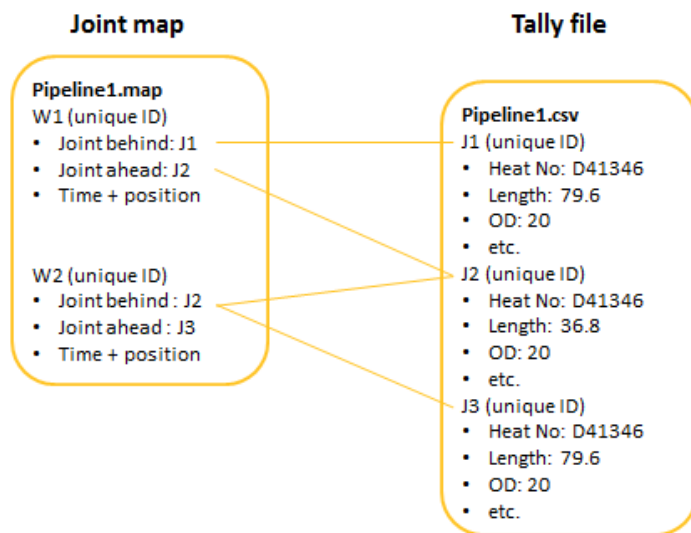 Joint map
Pipeline1.map
W1 (unique ID)
• Joint behind: J1
• Joint ahead: J2
• Time + position
W2 (unique ID)
• Joint behind : J2
• Joint ahead : J3
• Time + position
Tally file
Pipeline1.csv
J1 (unique ID)
• Heat No: D41346
• Length: 79.6
• OD: 20
• etc.
J2 (unique ID)
• Heat No: D41346
• Length: 36.8
• OD: 20
• etc.
J3 (unique ID)
• Heat No: D41346
• Length: 79.6
• OD: 20
• etc.